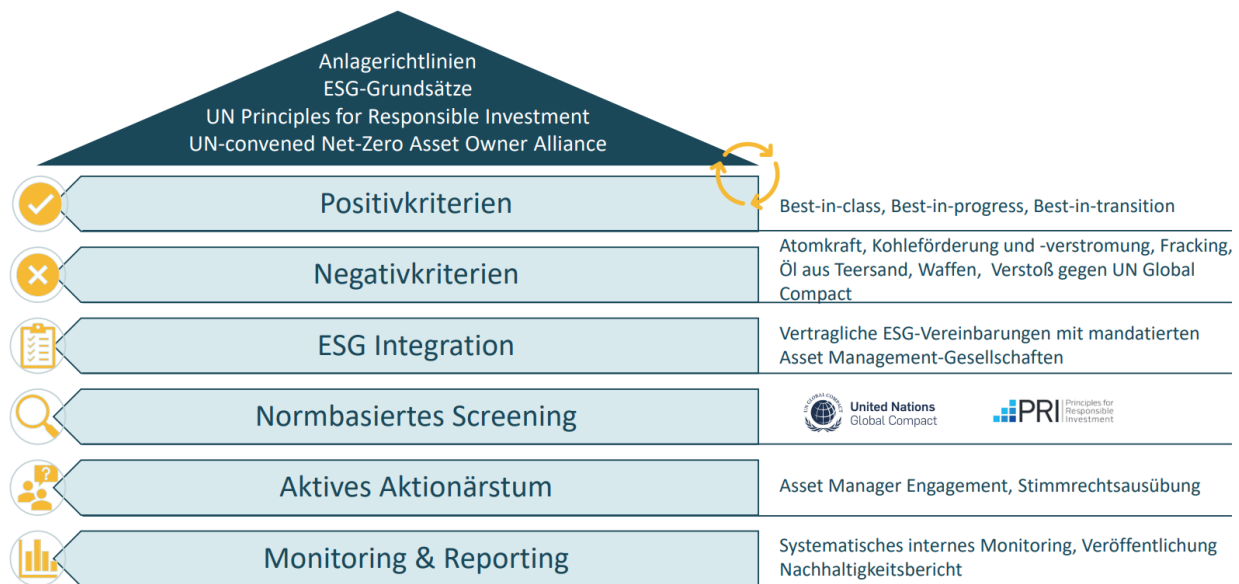 Anlagerichtlinien
ESG-Grundsätze
UN Principles for Responsible Investment
UN-convened Net-Zero Asset Owner Alliance
Positivkriterien
Best-in-class, Best-in-progress, Best-in-transition
Negativkriterien
Atomkraft, Kohleförderung und -verstromung, Fracking,
Öl aus Teersand, Waffen, Verstoß gegen UN Global
Compact
ESG Integration
Vertragliche ESG-Vereinbarungen mit mandatierten
Asset Management-Gesellschaften
Normbasiertes Screening
UN GLOBAL COMPACT
United Nations
Global Compact
PRI
Principles for
Responsible
Investment
Aktives Aktionärstum
?
Asset Manager Engagement, Stimmrechtsausübung
Monitoring & Reporting
Systematisches internes Monitoring, Veröffentlichung
Nachhaltigkeitsbericht